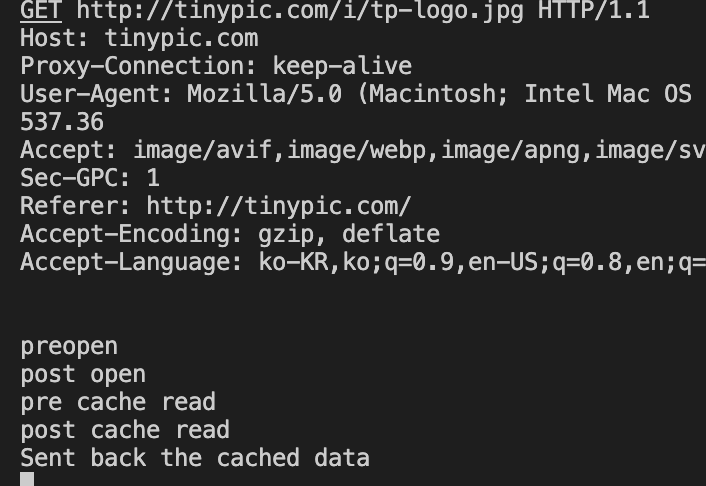 GET http://tinypic.com/i/tp-logo.jpg HTTP/1.1
Host: tinypic.com
Proxy-Connection: keep-alive
User-Agent: Mozilla/5.0 (Macintosh; Intel Mac OS
537.36
Accept: image/avif,image/webp,image/apng,image/sv
Sec-GPC: 1
Referer: http://tinypic.com/
Accept-Encoding: gzip, deflate
Accept-Language: ko-KR,ko;q=0.9,en-US;q=0.8,en;q=
preopen
post open
pre cache read
post cache read
Sent back the cached data